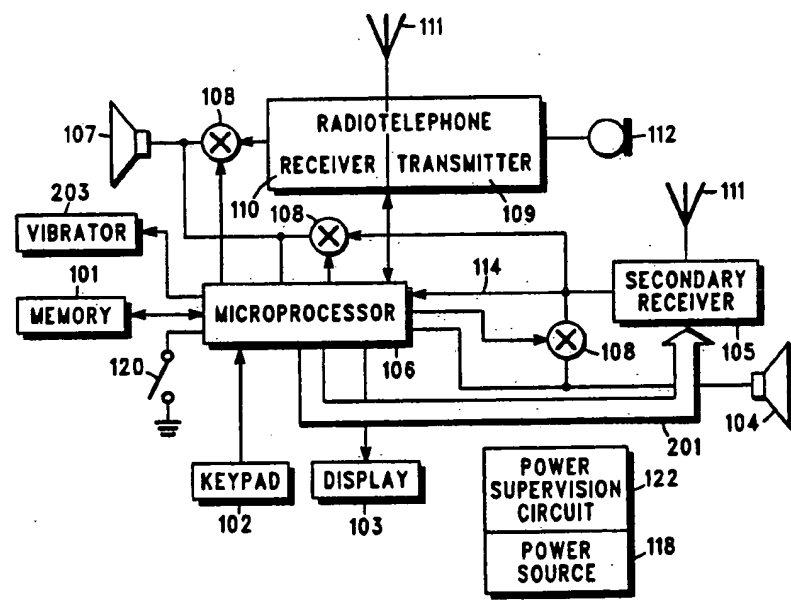 111
108
107
RADIOTELEPHONE
RECEIVER TRANSMITTER
112
110
109
203
VIBRATOR
108
111
101
MEMORY
114
SECONDARY
RECEIVER
MICROPROCESSOR
106
108
105
120
104
201
KEYPAD
102
DISPLAY
103
POWER
SUPERVISION
CIRCUIT
122
POWER
SOURCE
118